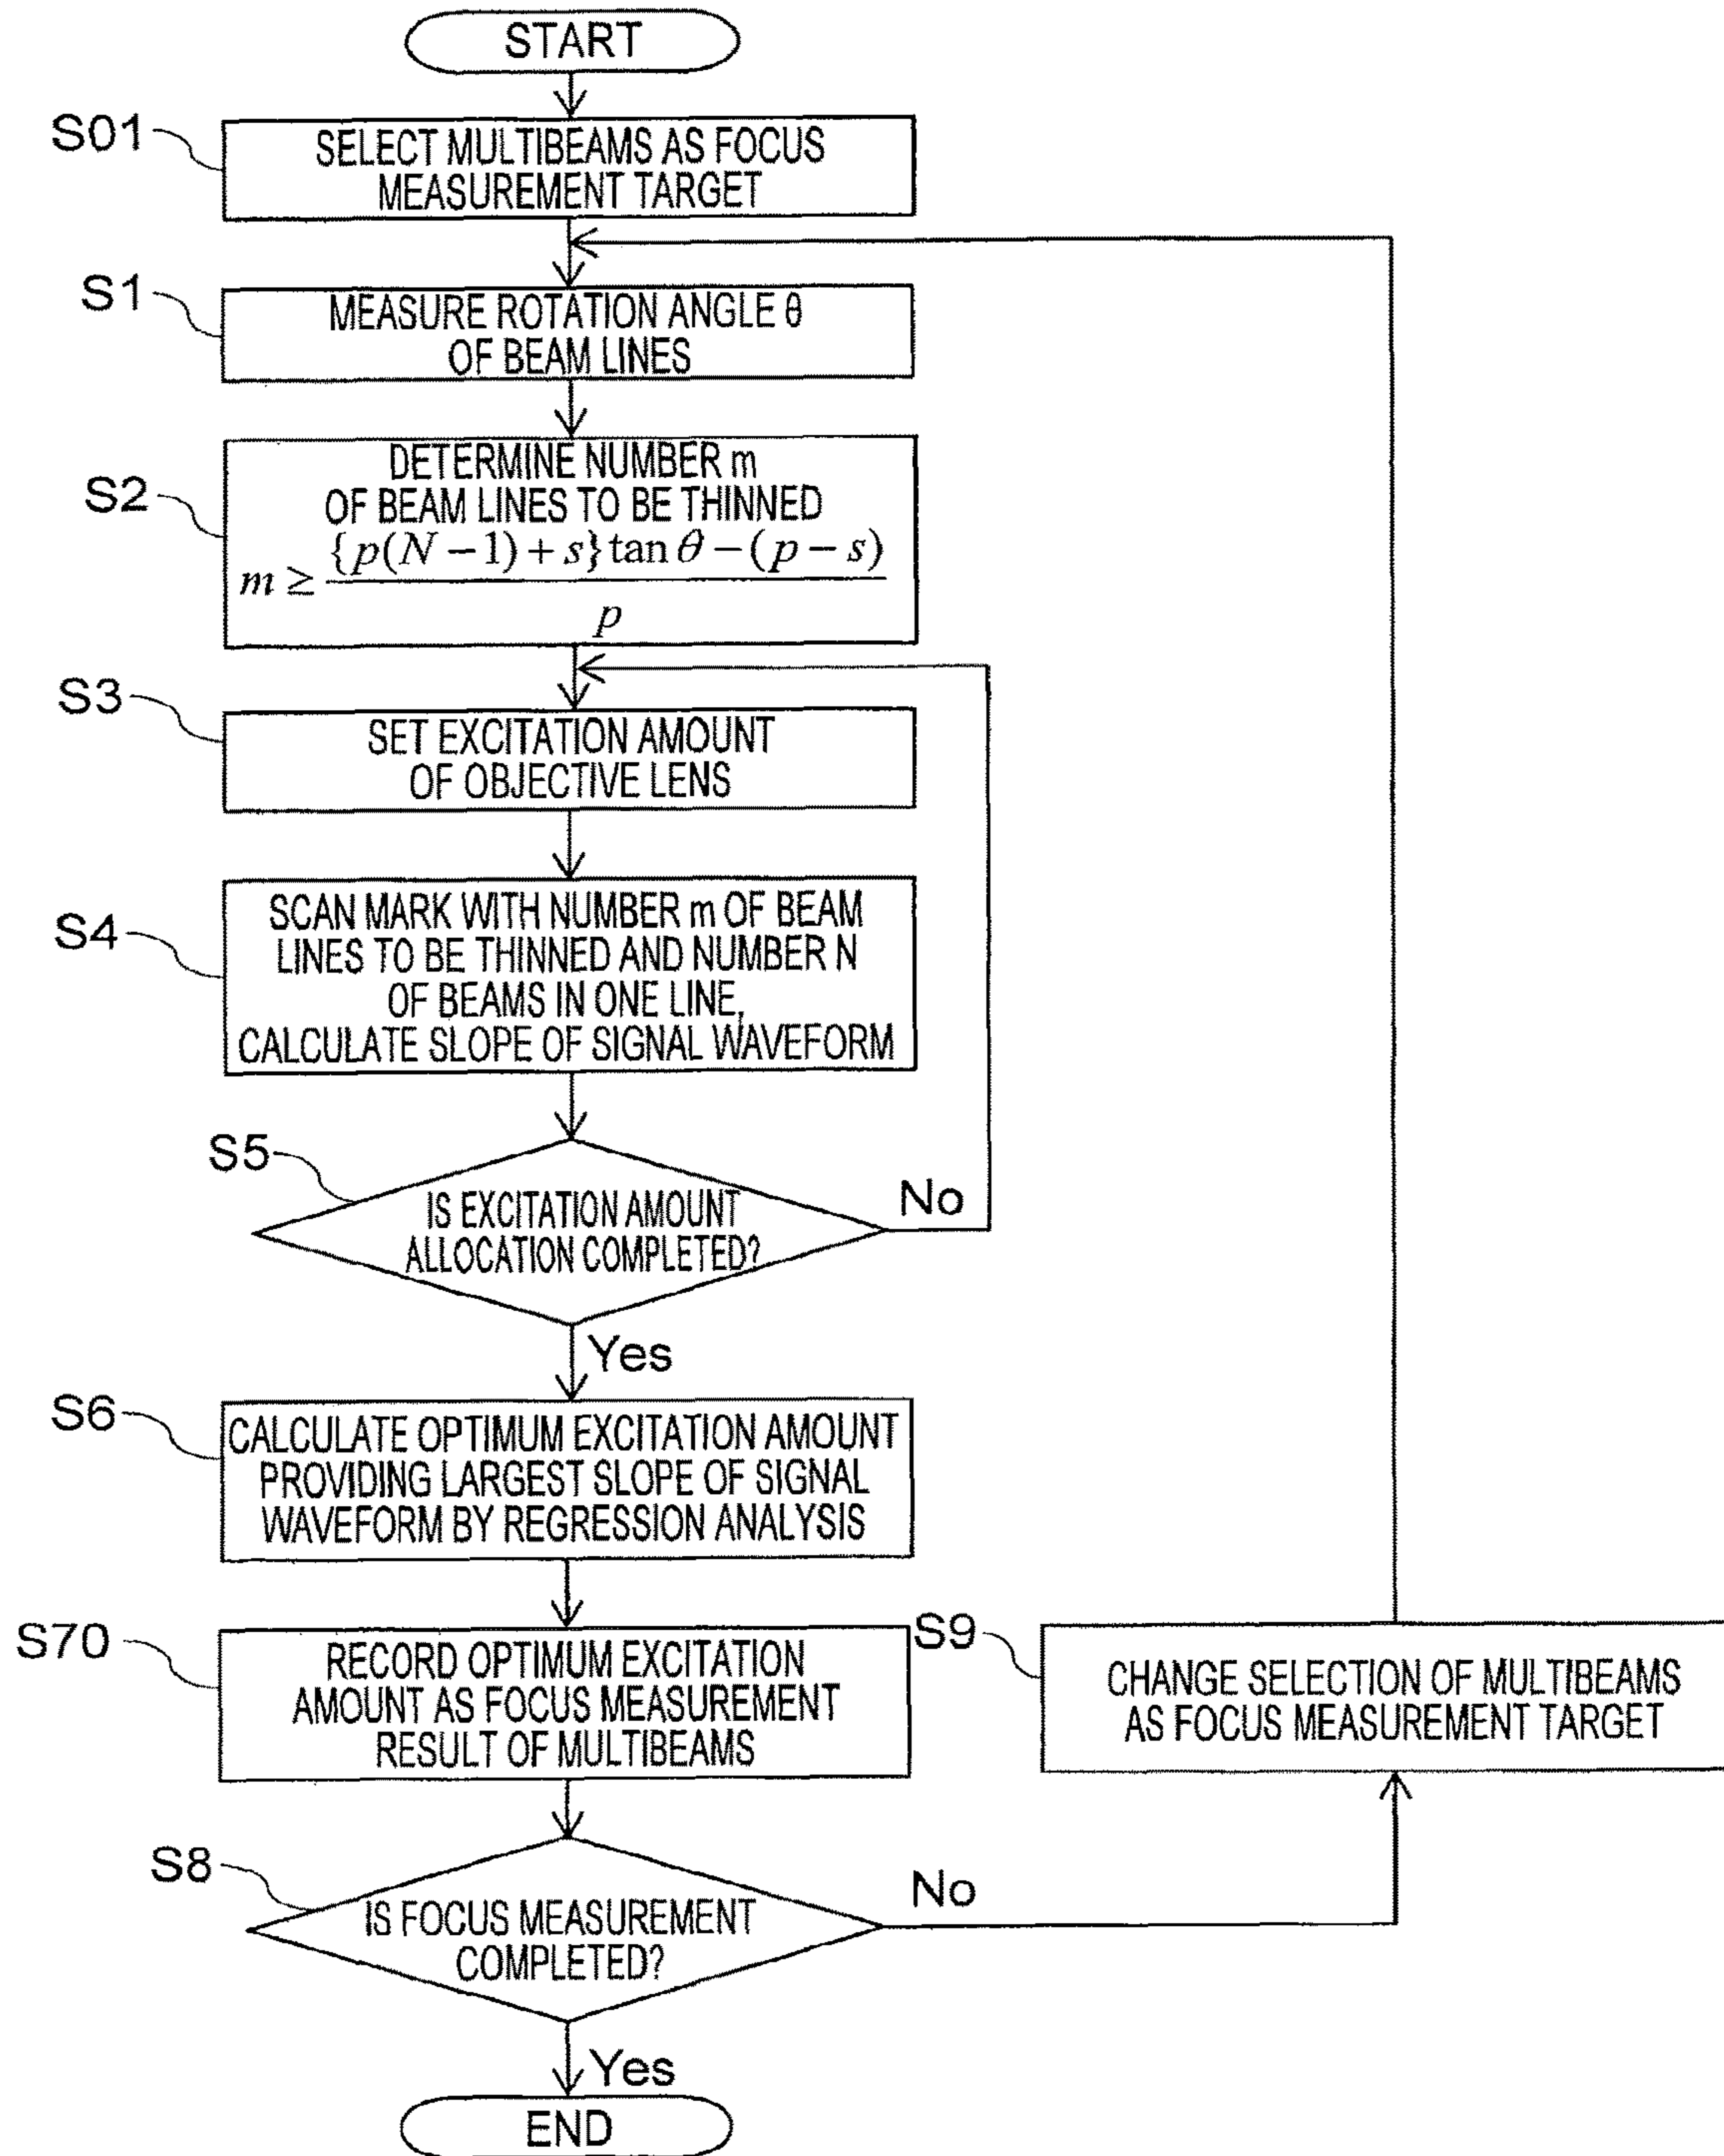 START
S01
SELECT MULTIBEAMS AS FOCUS
MEASUREMENT TARGET
S1
MEASURE ROTATION ANGLE θ
OF BEAM LINES
S2
DETERMINE NUMBER m
OF BEAM LINES TO BE THINNED
m ≥ {p(N−1)+s} tan θ −(p−s) / p
S3
SET EXCITATION AMOUNT
OF OBJECTIVE LENS
S4
SCAN MARK WITH NUMBER m OF BEAM
LINES TO BE THINNED AND NUMBER N
OF BEAMS IN ONE LINE,
CALCULATE SLOPE OF SIGNAL WAVEFORM
S5
IS EXCITATION AMOUNT
ALLOCATION COMPLETED?
No
Yes
S6
CALCULATE OPTIMUM EXCITATION AMOUNT
PROVIDING LARGEST SLOPE OF SIGNAL
WAVEFORM BY REGRESSION ANALYSIS
S70
RECORD OPTIMUM EXCITATION
AMOUNT AS FOCUS MEASUREMENT
RESULT OF MULTIBEAMS
S9
CHANGE SELECTION OF MULTIBEAMS
AS FOCUS MEASUREMENT TARGET
S8
IS FOCUS MEASUREMENT
COMPLETED?
No
Yes
END